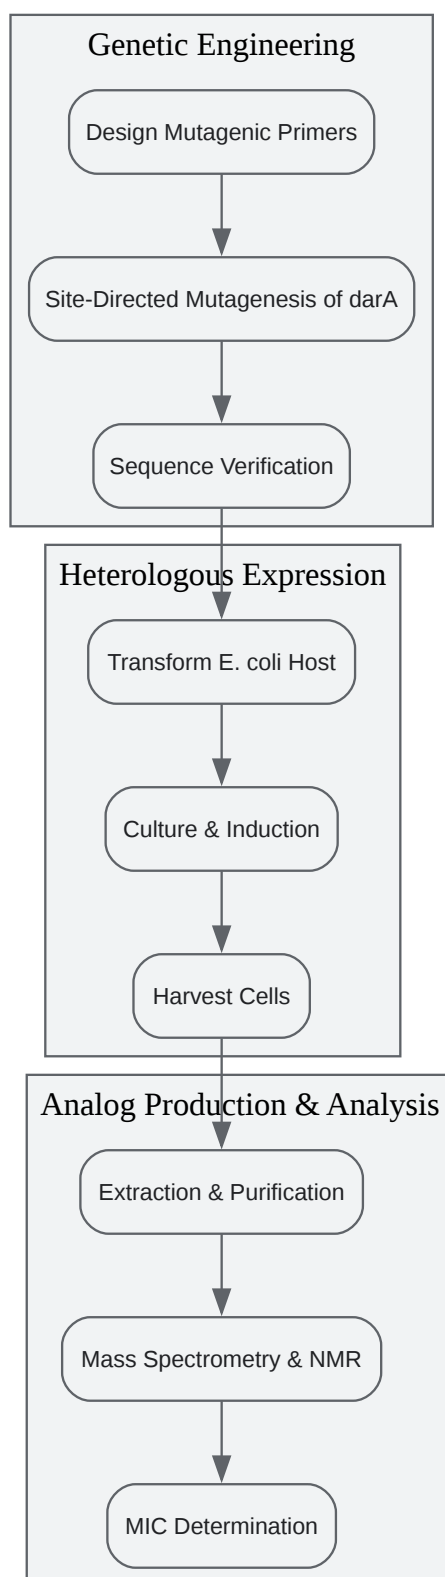 Genetic Engineering
Design Mutagenic Primers
Site-Directed Mutagenesis of darA
Sequence Verification
Heterologous Expression
Transform E. coli Host
Culture & Induction
Harvest Cells
Analog Production & Analysis
Extraction & Purification
Mass Spectrometry & NMR
MIC Determination